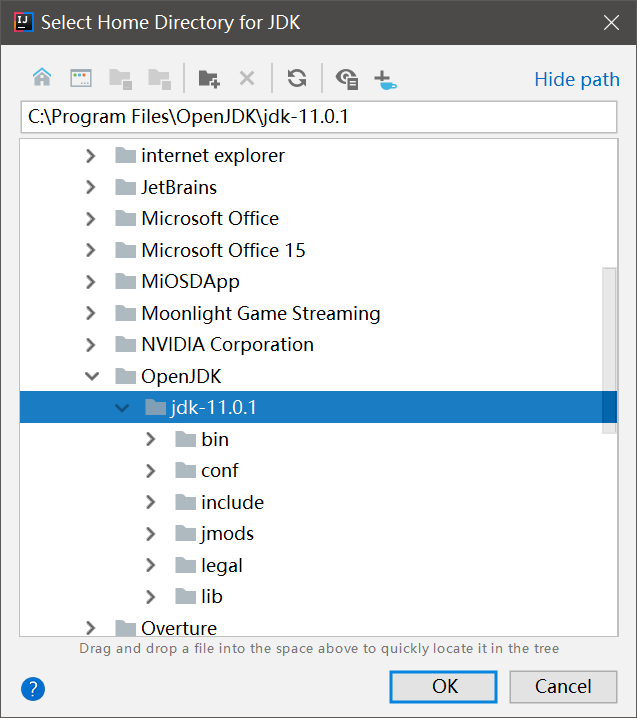 Select Home Directory for JDK
Hide path
C:\Program Files\OpenJDK\jdk-11.0.1
internet explorer
JetBrains
Microsoft Office
Microsoft Office 15
MiOSDApp
Moonlight Game Streaming
NVIDIA Corporation
OpenJDK
jdk-11.0.1
bin
conf
include
jmods
legal
lib
Overture
Drag and drop a file into the space above to quickly locate it in the tree
?
OK
Cancel